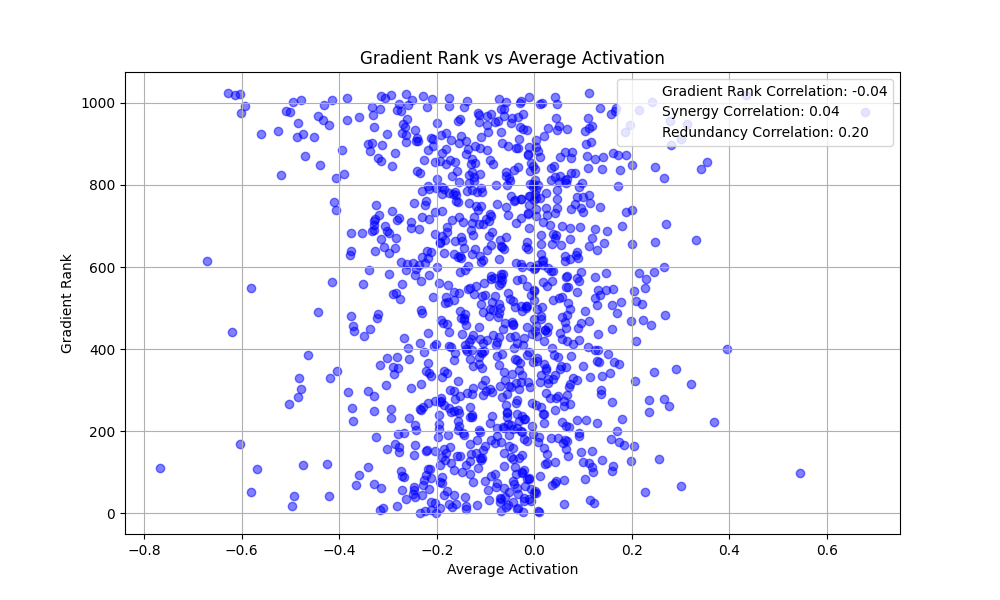 Gradient Rank vs Average Activation
Gradient Rank Correlation: -0.04
Synergy Correlation: 0.04
Redundancy Correlation: 0.20
1000
800
600
400
200
0
Gradient Rank
−0.8 −0.6 −0.4 −0.2 0.0 0.2 0.4 0.6
Average Activation